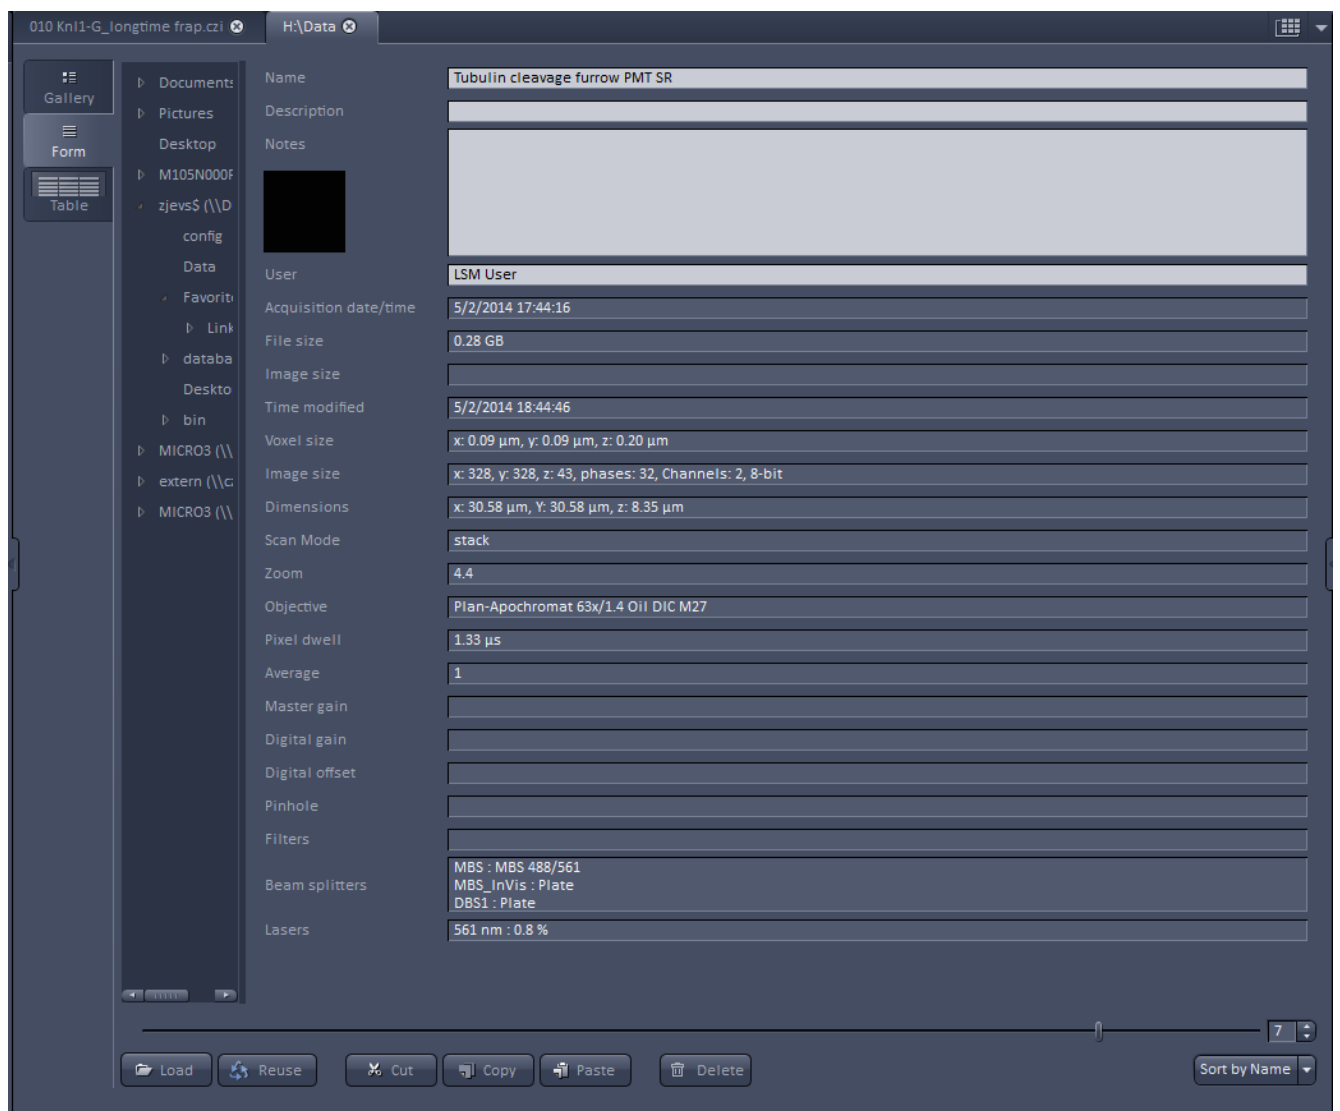 010 Knl1-G_longtime frap.czi
H:\Data
Gallery
Form
Table
Documents
Pictures
Desktop
M105N000F
zjevs$ (\\D
config
Data
Favorit
Link
databa
Deskto
bin
MICRO3 (\\
extern (\\cz
MICRO3 (\\
Name Tubulin cleavage furrow PMT SR
Description
Notes
User LSM User
Acquisition date/time 5/2/2014 17:44:16
File size 0.28 GB
Image size
Time modified 5/2/2014 18:44:46
Voxel size x: 0.09 µm, y: 0.09 µm, z: 0.20 µm
Image size x: 328, y: 328, z: 43, phases: 32, Channels: 2, 8-bit
Dimensions x: 30.58 µm, Y: 30.58 µm, z: 8.35 µm
Scan Mode stack
Zoom 4.4
Objective Plan-Apochromat 63x/1.4 Oil DIC M27
Pixel dwell 1.33 µs
Average 1
Master gain
Digital gain
Digital offset
Pinhole
Filters
Beam splitters
MBS : MBS 488/561
MBS_InVis : Plate
DBS1 : Plate
Lasers 561 nm : 0.8 %
7
Load Reuse Cut Copy Paste Delete Sort by Name